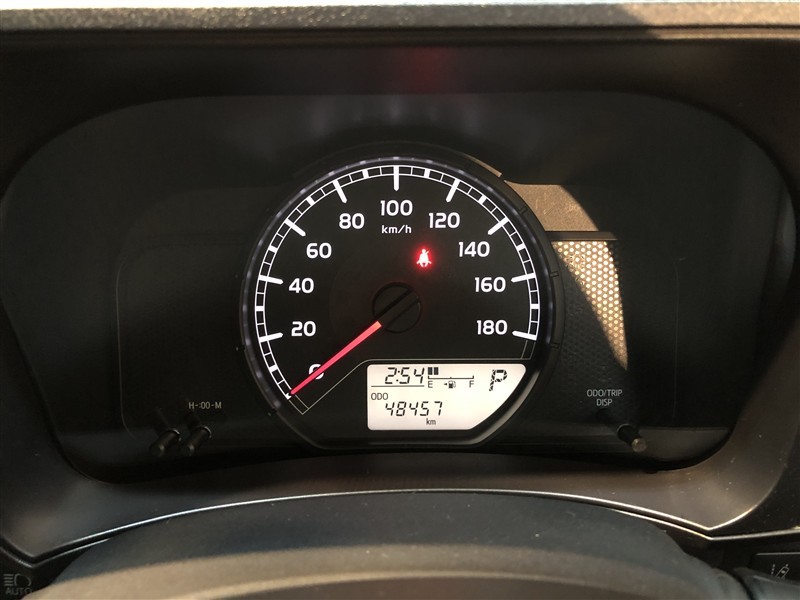 100
80 120
km/h
60 140
40 160
20 180
0
2:54
E F P
ODO
48457
km
H-:00-M
ODO/TRIP
DISP.
AUTO